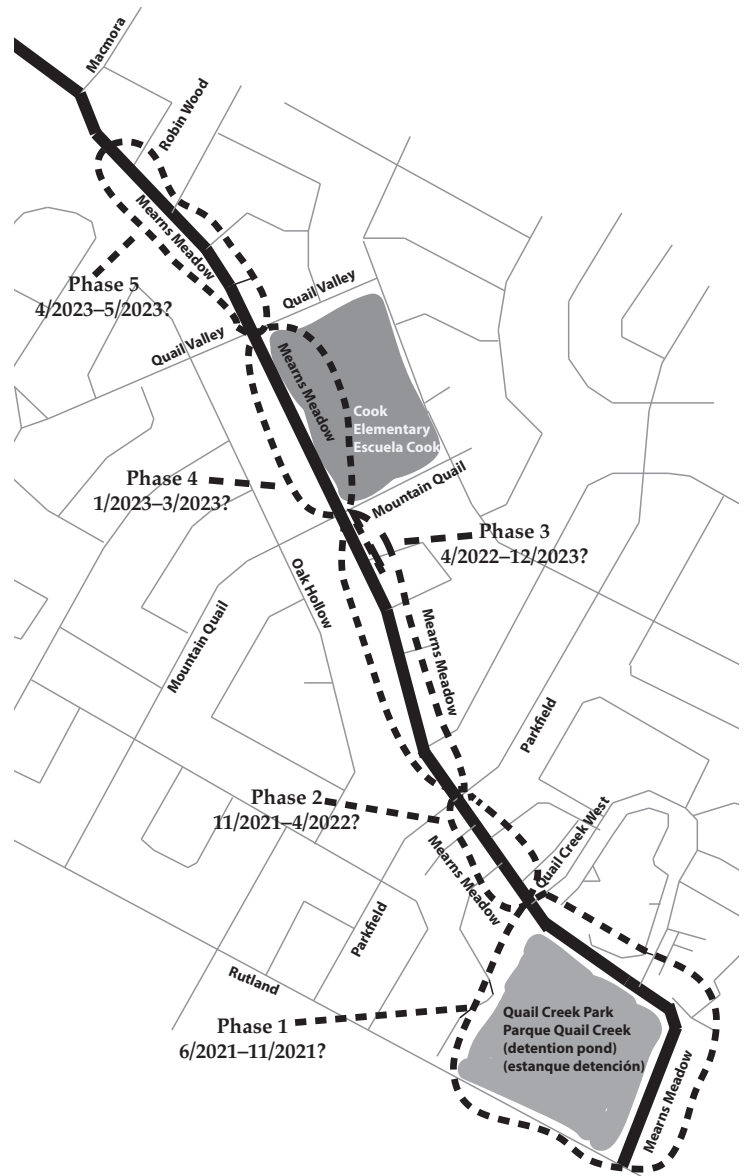 Macmora
Robin Wood
Mearns Meadow
Phase 5
4/2023–5/2023?
Quail Valley
Quail Valley
Mearns Meadow
Cook
Elementary
Escuela Cook
Phase 4
1/2023–3/2023?
Mountain Quail
Phase 3
4/2022–12/2023?
Oak Hollow
Mountain Quail
Mearns Meadow
Parkfield
Phase 2
11/2021–4/2022?
Quail Creek West
Mearns Meadow
Parkfield
Rutland
Phase 1
6/2021–11/2021?
Quail Creek Park
Parque Quail Creek
(detention pond)
(estanque detención)
Mearns Meadow